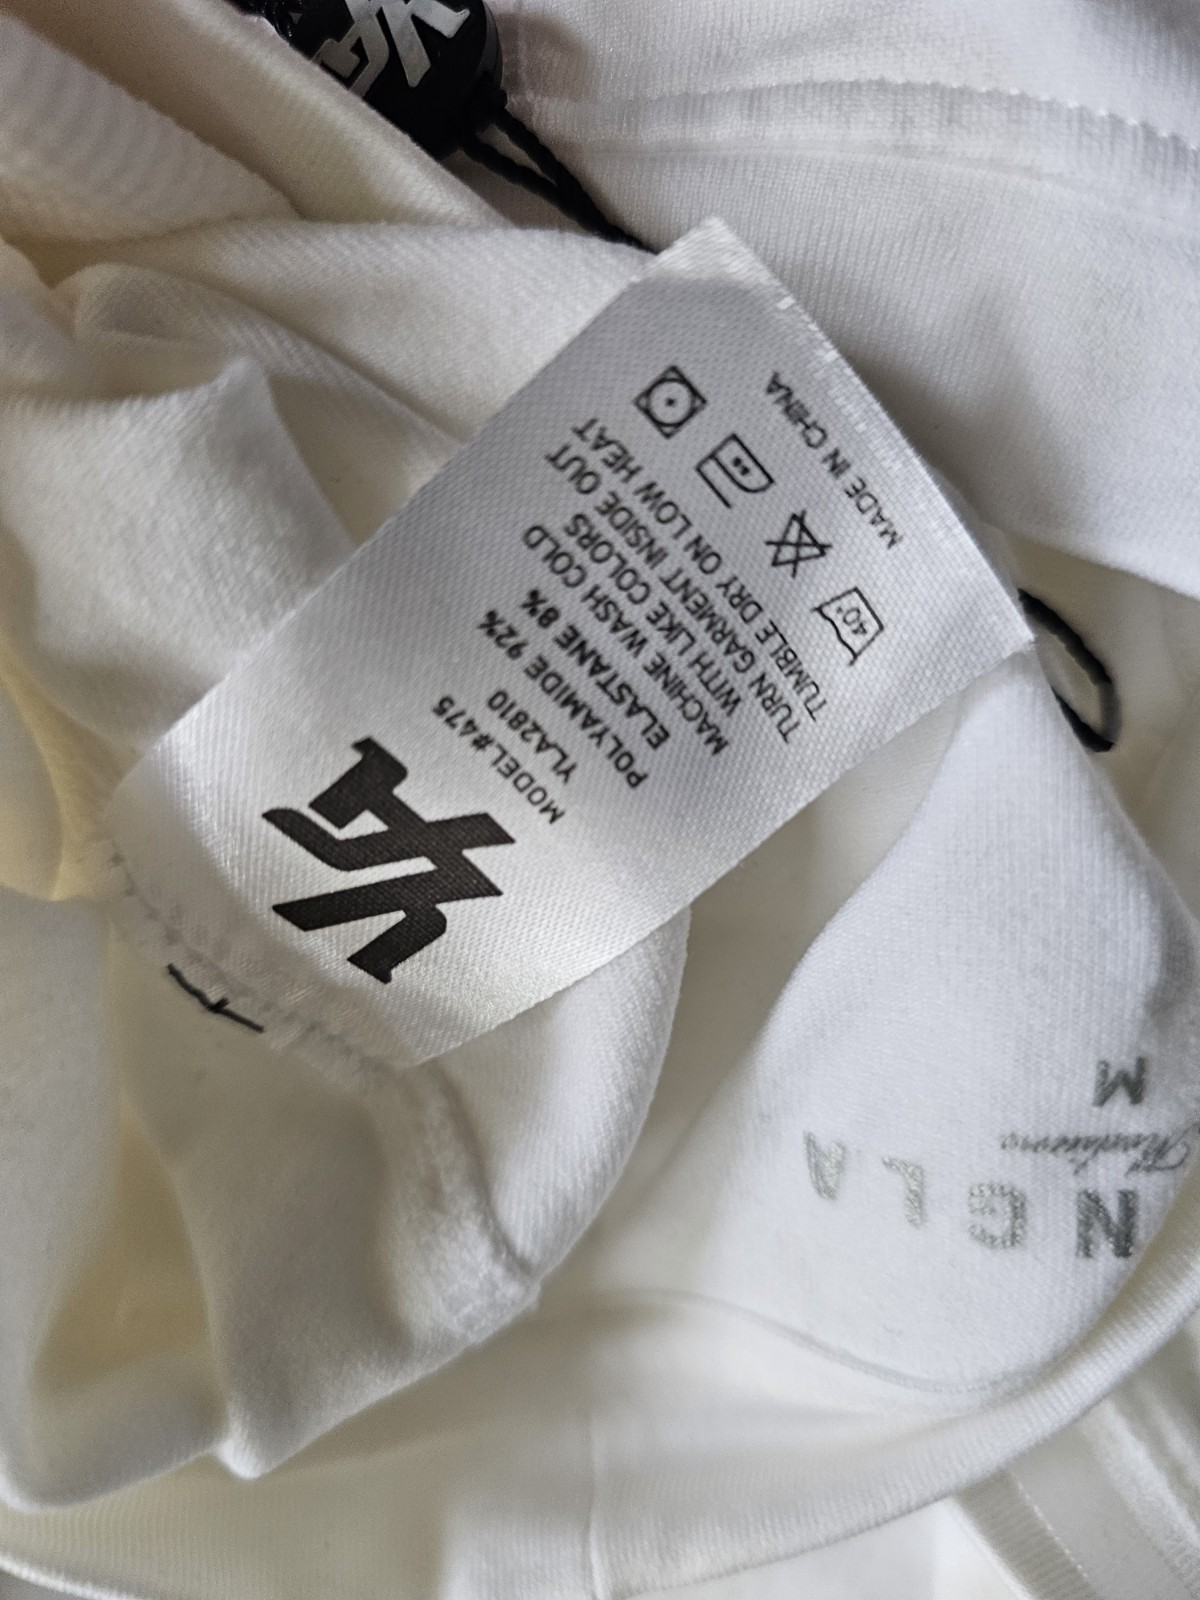 MODEL#475
YLA2810
POLYAMIDE 92%
ELASTANE 8%
MACHINE WASH COLD
WITH LIKE COLORS
TURN GARMENT INSIDE OUT
TUMBLE DRY ON LOW HEAT
40°
MADE IN CHINA
M
NGLA